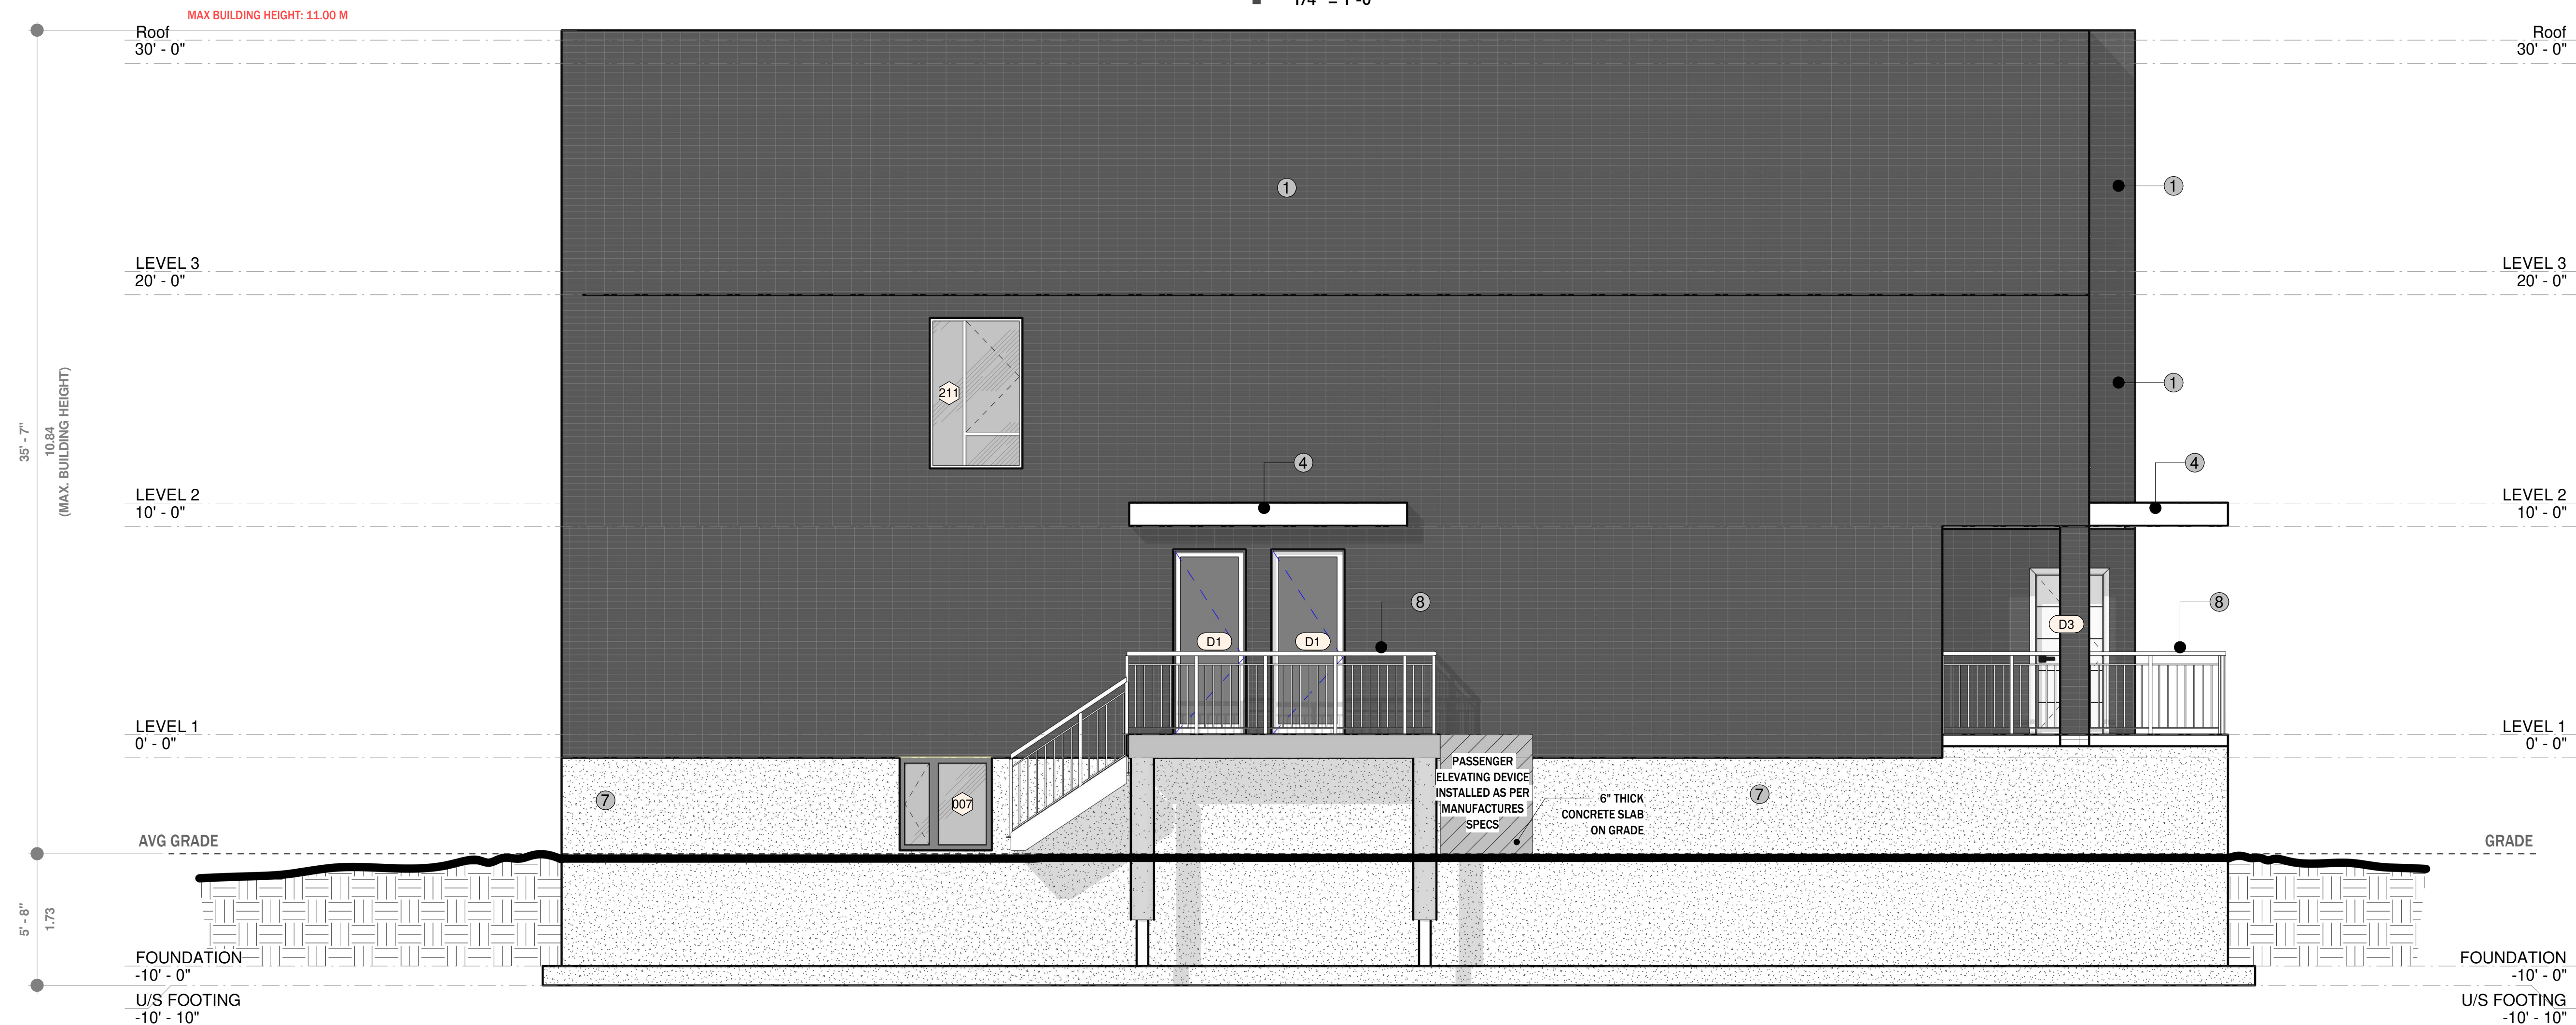 1/4" = 1'-0"
MAX BUILDING HEIGHT: 11.00 M
Roof
30' - 0"
Roof
30' - 0"
1
1
LEVEL 3
20' - 0"
LEVEL 3
20' - 0"
35' - 7"
10.84
(MAX. BUILDING HEIGHT)
211
1
4
4
LEVEL 2
10' - 0"
LEVEL 2
10' - 0"
8
8
D1
D1
D3
LEVEL 1
0' - 0"
LEVEL 1
0' - 0"
7
007
PASSENGER
ELEVATING DEVICE
INSTALLED AS PER
MANUFACTURES
SPECS
6" THICK
CONCRETE SLAB
ON GRADE
7
AVG GRADE
GRADE
5' - 8"
1.73
FOUNDATION
-10' - 0"
FOUNDATION
-10' - 0"
U/S FOOTING
-10' - 10"
U/S FOOTING
-10' - 10"